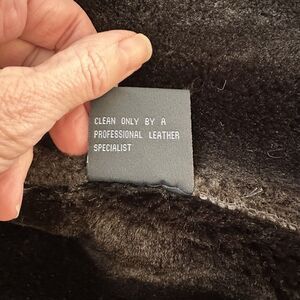 CLEAN ONLY BY A
PROFESSIONAL LEATHER
SPECIALIST